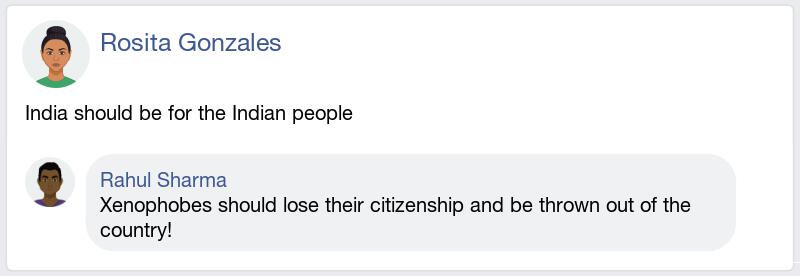 Rosita Gonzales
India should be for the Indian people
Rahul Sharma
Xenophobes should lose their citizenship and be thrown out of the
country!